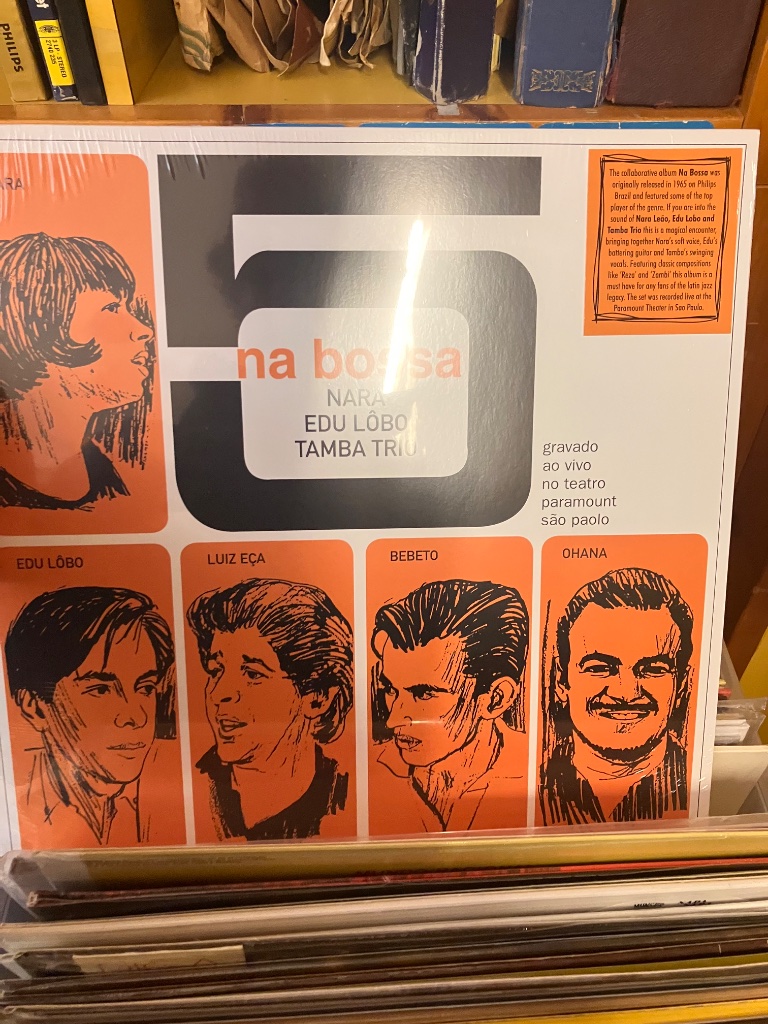 PHILIPS
2 LP STEREO
ARA
5
na bossa
NARA
EDU LÔBO
TAMBA TRIO
The collaborative album Na Bossa was
originally released in 1965 on Philips
Brazil and featured some of the top
player of the genre. If you are into the
sound of Nara Leão, Edu Lobo and
Tamba Trio this is a magical encounter,
bringing together Nara's soft voice, Edu's
battering guitar and Tamba's swinging
vocals. Featuring classic compositions
like 'Reza' and 'Zambi' this album is a
must have for any fans of the latin jazz
legacy. The set was recorded live at the
Paramount Theater in Sao Paulo.
gravado
ao vivo
no teatro
paramount
são paolo
EDU LÔBO
LUIZ EÇA
BEBETO
OHANA